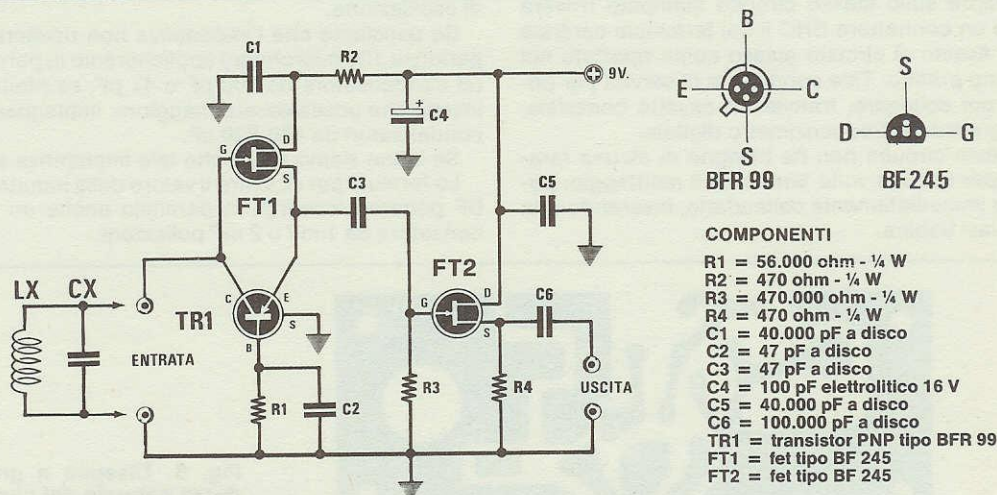 C1
R2
9V.
C4
G
D
S
FT1
C3
C5
LX
CX
C
E
S
TR1
B
ENTRATA
FT2
G
D
S
C6
R1
C2
R3
R4
USCITA
B
E
C
S
BFR 99
S
D
G
BF 245
COMPONENTI
R1 = 56.000 ohm - ¼ W
R2 = 470 ohm - ¼ W
R3 = 470.000 ohm - ¼ W
R4 = 470 ohm - ¼ W
C1 = 40.000 pF a disco
C2 = 47 pF a disco
C3 = 47 pF a disco
C4 = 100 pF elettrolitico 16 V
C5 = 40.000 pF a disco
C6 = 100.000 pF a disco
TR1 = transistor PNP tipo BFR 99
FT1 = fet tipo BF 245
FT2 = fet tipo BF 245